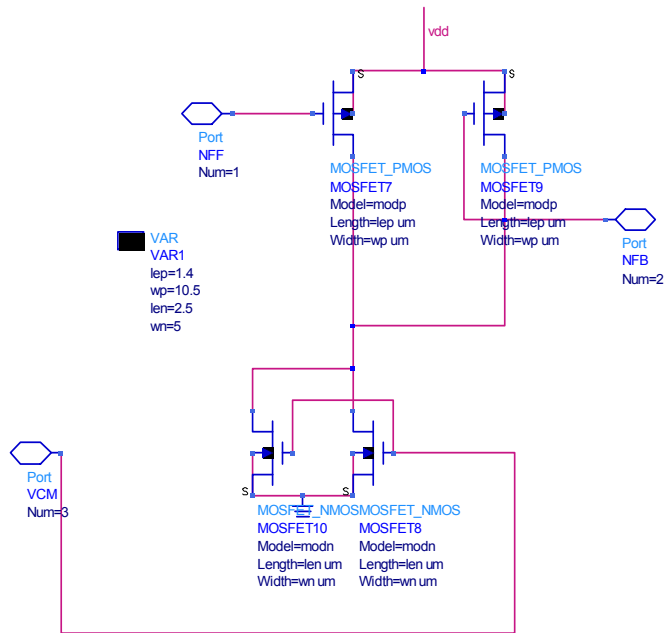 vdd
S
S
Port
NFF
Num=1
MOSFET_PMOS
MOSFET7
Model=modp
Length=lep um
Width=wp um
MOSFET_PMOS
MOSFET9
Model=modp
Length=lep um
Width=wp um
Port
NFB
Num=2
VAR
VAR1
lep=1.4
wp=10.5
len=2.5
wn=5
Port
VCM
Num=3
S
S
MOSFET_NMOS
MOSFET10
Model=modn
Length=len um
Width=wn um
MOSFET_NMOS
MOSFET8
Model=modn
Length=len um
Width=wn um